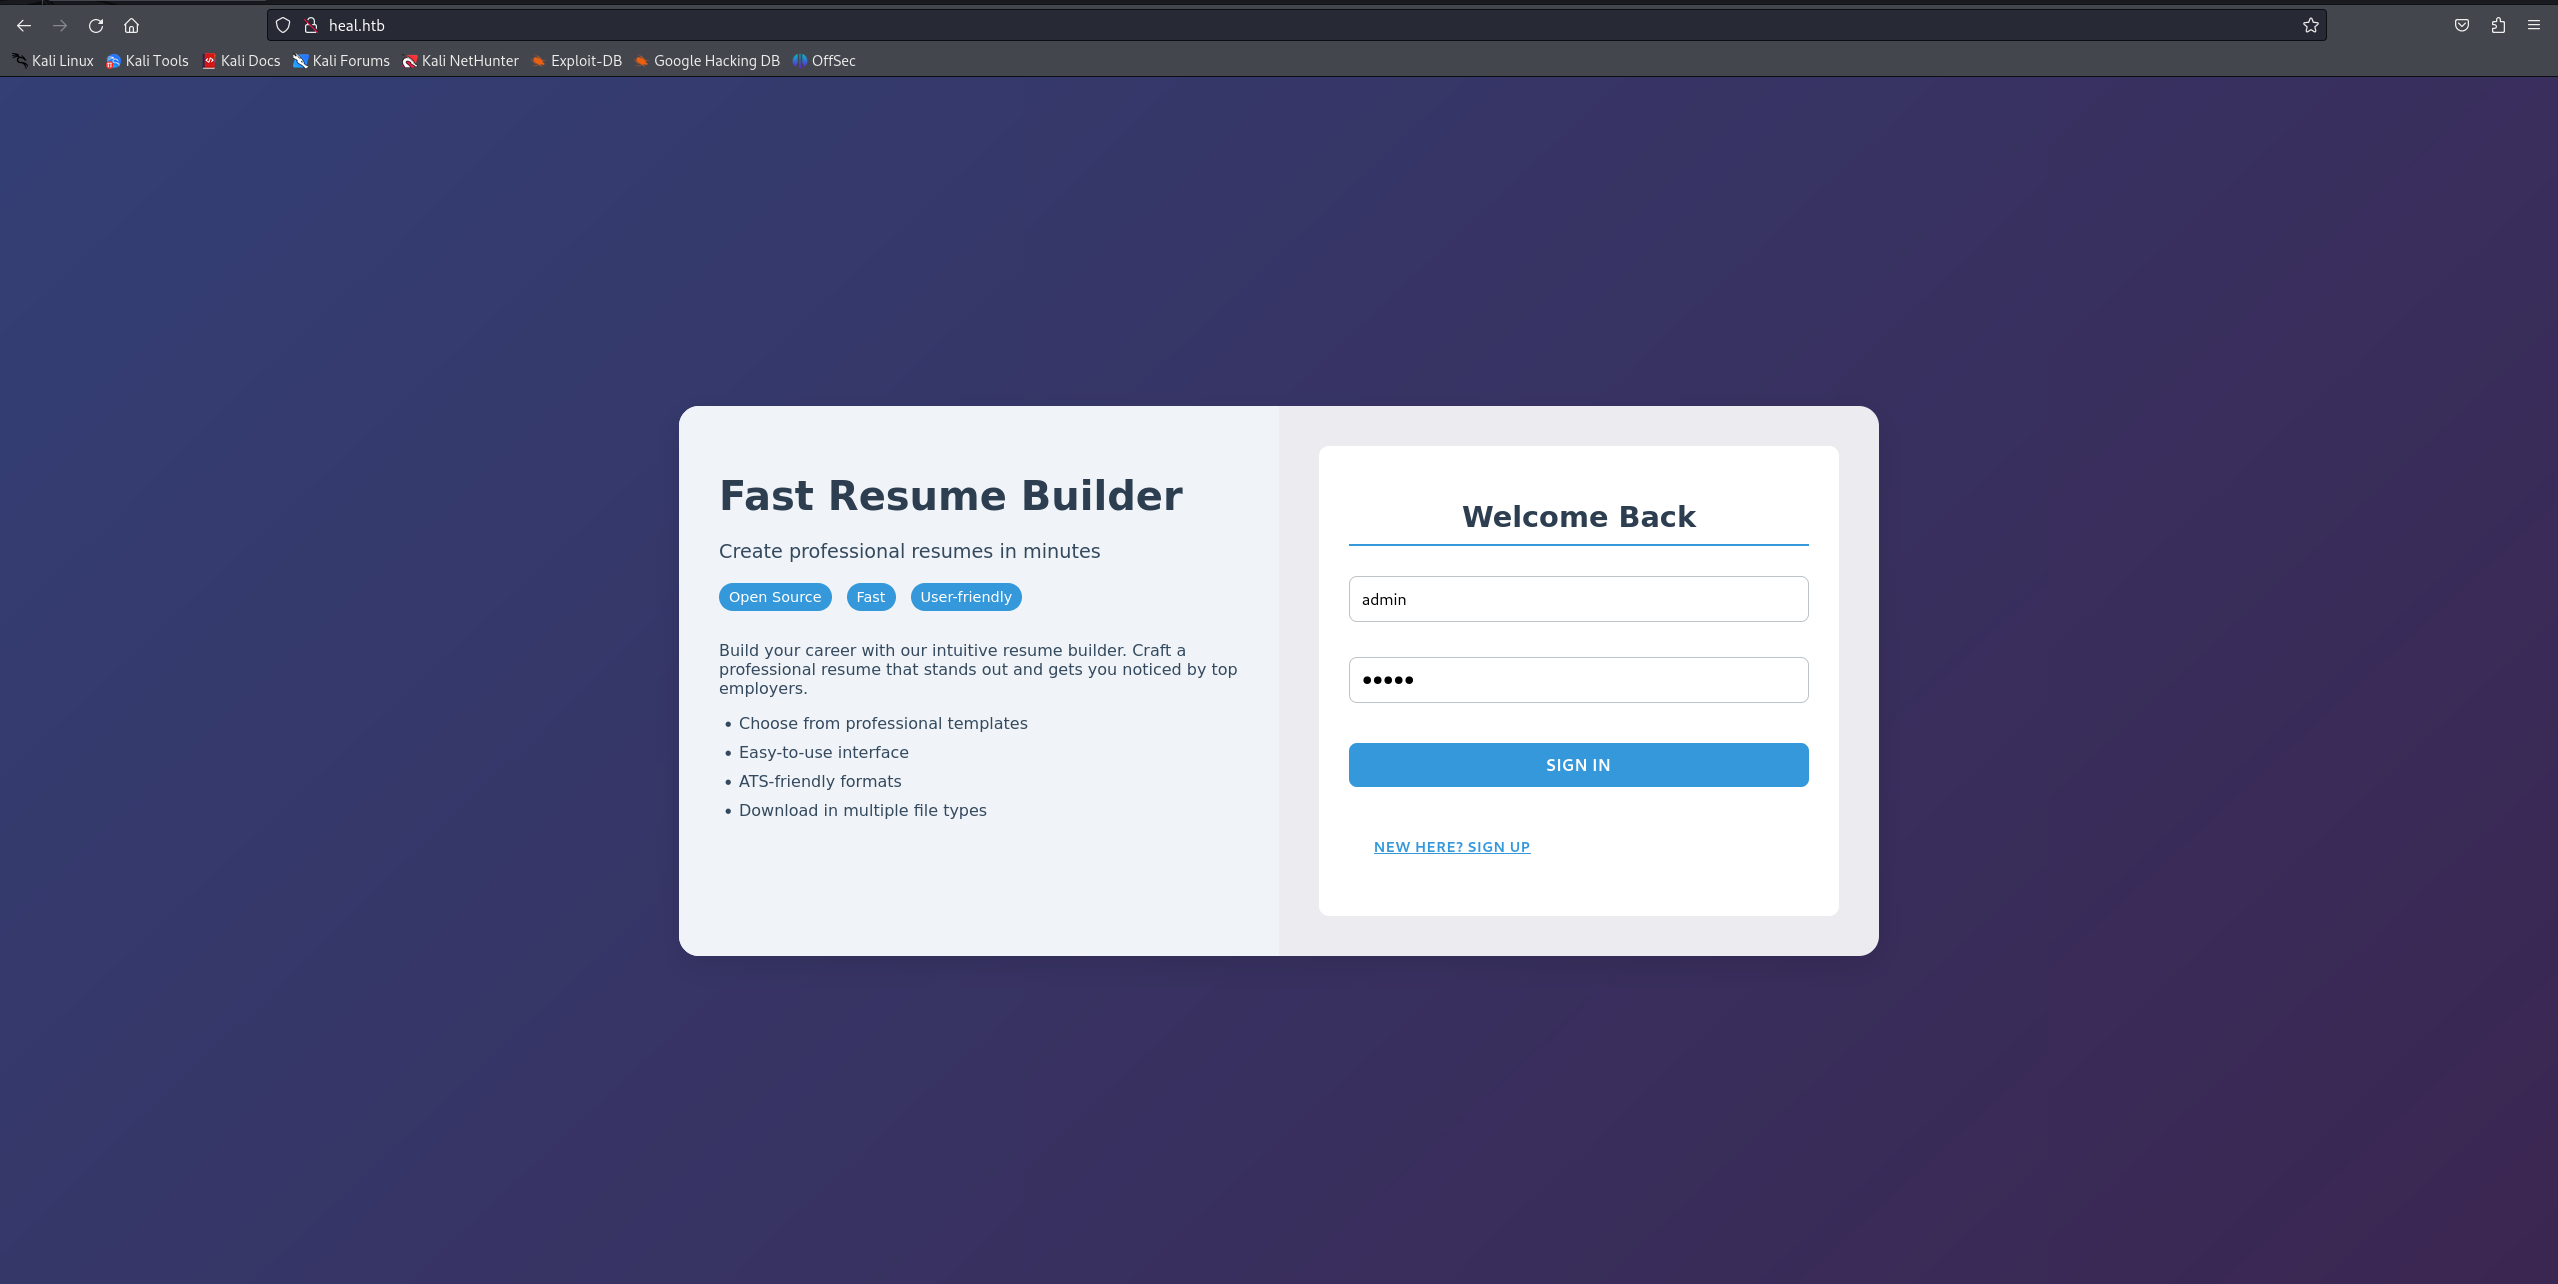 heal.htb
Kali Linux Kali Tools Kali Docs Kali Forums Kali NetHunter Exploit-DB Google Hacking DB OffSec
Fast Resume Builder
Create professional resumes in minutes
Open Source Fast User-friendly
Build your career with our intuitive resume builder. Craft a
professional resume that stands out and gets you noticed by top
employers.
• Choose from professional templates
• Easy-to-use interface
• ATS-friendly formats
• Download in multiple file types
Welcome Back
admin
•••••
SIGN IN
NEW HERE? SIGN UP